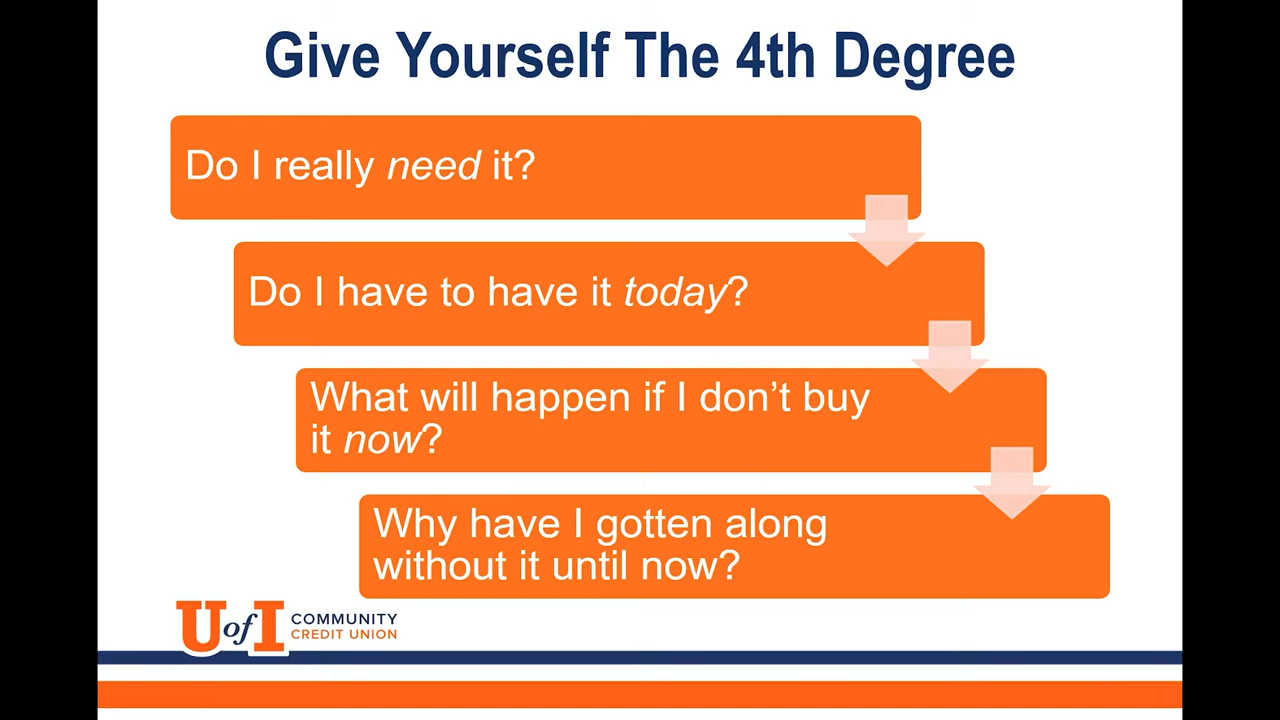 Give Yourself The 4th Degree
Do I really need it?
Do I have to have it today?
What will happen if I don’t buy
it now?
Why have I gotten along
without it until now?
U of I COMMUNITY
CREDIT UNION